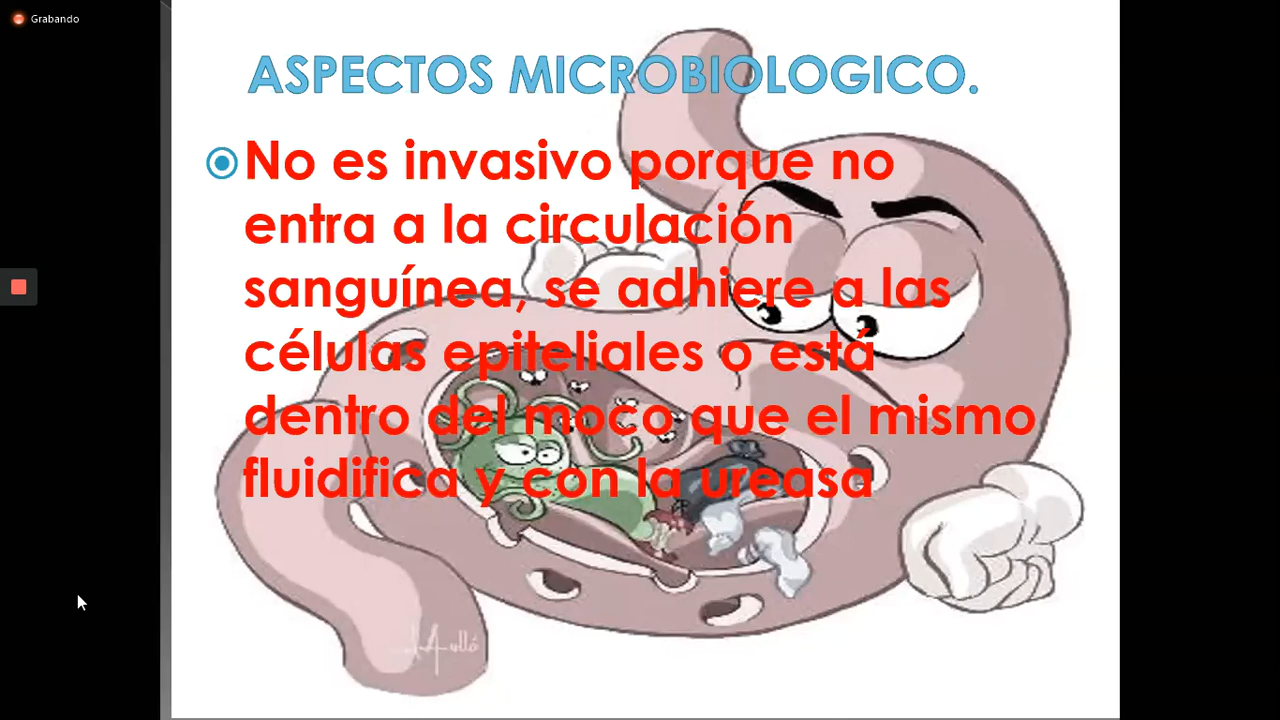 Grabando
ASPECTOS MICROBIOLOGICO.
No es invasivo porque no
entra a la circulación
sanguínea, se adhiere a las
células epiteliales o está
dentro del moco que el mismo
fluidifica y con la ureasa